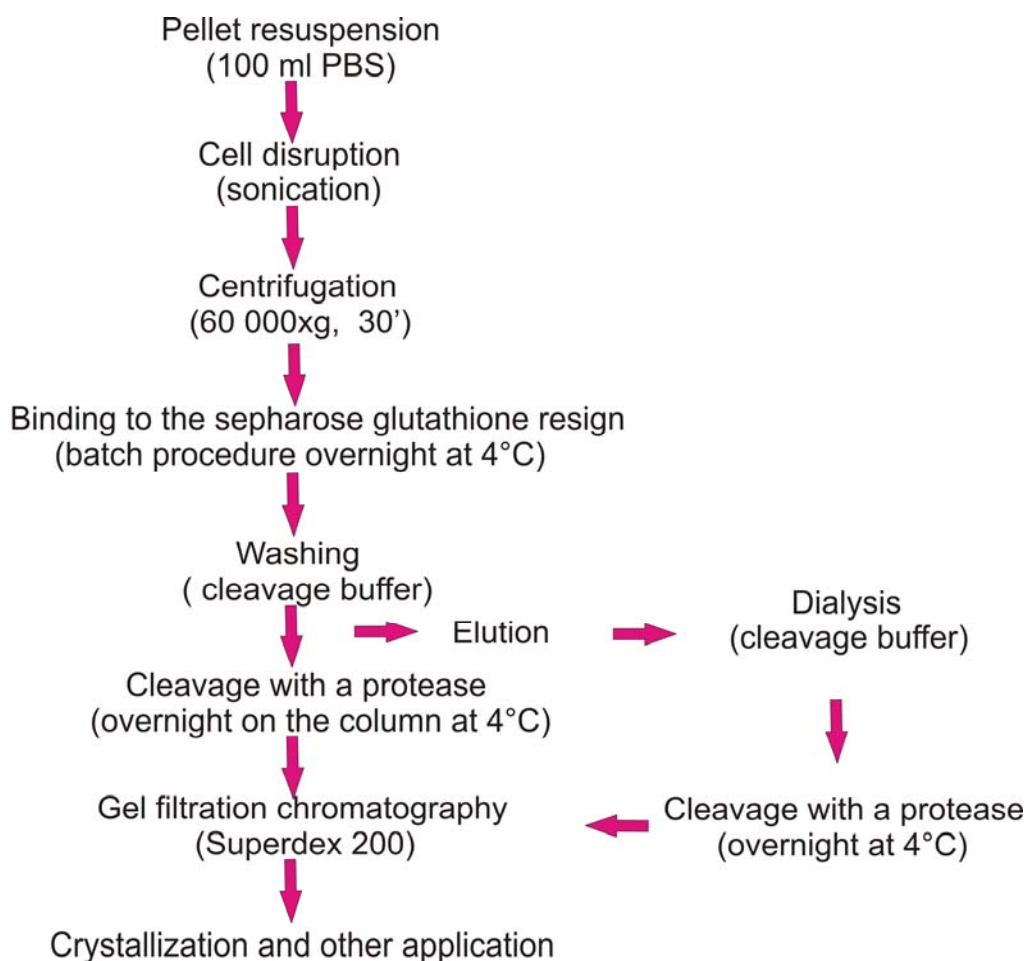 Pellet resuspension
(100 ml PBS)
Cell disruption
(sonication)
Centrifugation
(60 000xg, 30')
Binding to the sepharose glutathione resign
(batch procedure overnight at 4°C)
Washing
( cleavage buffer)
Elution
Dialysis
(cleavage buffer)
Cleavage with a protease
(overnight on the column at 4°C)
Cleavage with a protease
(overnight at 4°C)
Gel filtration chromatography
(Superdex 200)
Crystallization and other application